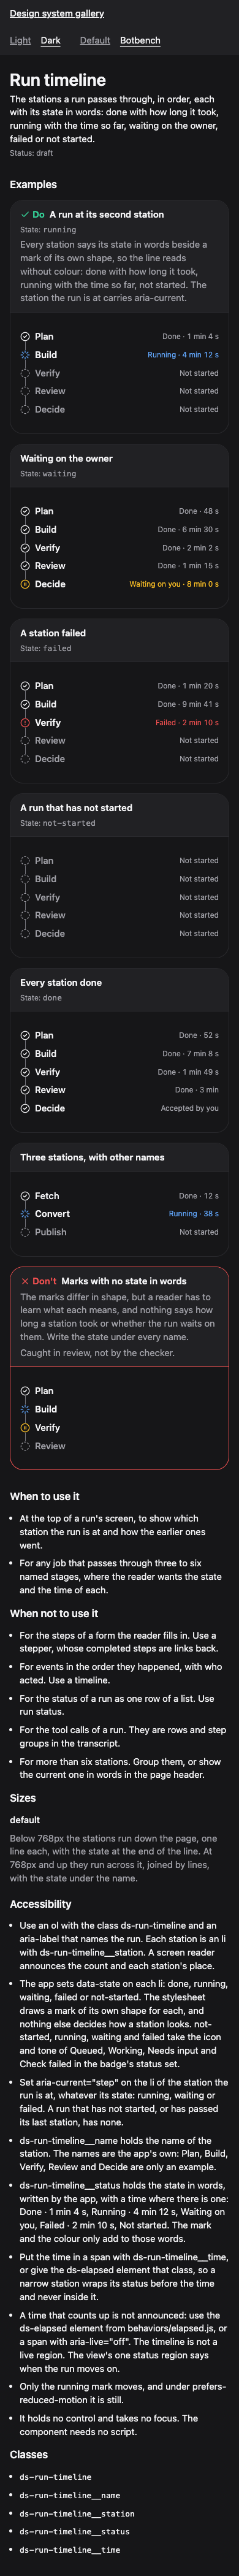 Design system gallery
Light Dark Default Botbench
Run timeline
The stations a run passes through, in order, each
with its state in words: done with how long it took,
running with the time so far, waiting on the owner,
failed or not started.
Status: draft
Examples
Do A run at its second station
State: running
Every station says its state in words beside a
mark of its own shape, so the line reads
without colour: done with how long it took,
running with the time so far, not started. The
station the run is at carries aria-current.
Plan Done · 1 min 4 s
Build Running · 4 min 12 s
Verify Not started
Review Not started
Decide Not started
Waiting on the owner
State: waiting
Plan Done · 48 s
Build Done · 6 min 30 s
Verify Done · 2 min 2 s
Review Done · 1 min 15 s
Decide Waiting on you · 8 min 0 s
A station failed
State: failed
Plan Done · 1 min 20 s
Build Done · 9 min 41 s
Verify Failed · 2 min 10 s
Review Not started
Decide Not started
A run that has not started
State: not-started
Plan Not started
Build Not started
Verify Not started
Review Not started
Decide Not started
Every station done
State: done
Plan Done · 52 s
Build Done · 7 min 8 s
Verify Done · 1 min 49 s
Review Done · 3 min
Decide Accepted by you
Three stations, with other names
Fetch Done · 12 s
Convert Running · 38 s
Publish Not started
Don't Marks with no state in words
The marks differ in shape, but a reader has to
learn what each means, and nothing says how
long a station took or whether the run waits
on them. Write the state under every name.
Caught in review, not by the checker.
Plan
Build
Verify
Review
When to use it
• At the top of a run's screen, to show which
station the run is at and how the earlier ones
went.
• For any job that passes through three to six
named stages, where the reader wants the state
and the time of each.
When not to use it
• For the steps of a form the reader fills in. Use a
stepper, whose completed steps are links back.
• For events in the order they happened, with who
acted. Use a timeline.
• For the status of a run as one row of a list. Use
run status.
• For the tool calls of a run. They are rows and step
groups in the transcript.
• For more than six stations. Group them, or show
the current one in words in the page header.
Sizes
default
Below 768px the stations run down the page, one
line each, with the state at the end of the line. At
768px and up they run across it, joined by lines,
with the state under the name.
Accessibility
• Use an ol with the class ds-run-timeline and an
aria-label that names the run. Each station is an li
with ds-run-timeline__station. A screen reader
announces the count and each station's place.
• The app sets data-state on each li: done, running,
waiting, failed or not-started. The stylesheet
draws a mark of its own shape for each, and
nothing else decides how a station looks. not-
started, running, waiting and failed take the icon
and tone of Queued, Working, Needs input and
Check failed in the badge's status set.
• Set aria-current="step" on the li of the station the
run is at, whatever its state: running, waiting or
failed. A run that has not started, or has passed
its last station, has none.
• ds-run-timeline__name holds the name of the
station. The names are the app's own: Plan, Build,
Verify, Review and Decide are only an example.
• ds-run-timeline__status holds the state in words,
written by the app, with a time where there is one:
Done · 1 min 4 s, Running · 4 min 12 s, Waiting on
you, Failed · 2 min 10 s, Not started. The mark
and the colour only add to those words.
• Put the time in a span with ds-run-timeline__time,
or give the ds-elapsed element that class, so a
narrow station wraps its status before the time
and never inside it.
• A time that counts up is not announced: use the
ds-elapsed element from behaviors/elapsed.js, or
a span with aria-live="off". The timeline is not a
live region. The view's one status region says
when the run moves on.
• Only the running mark moves, and under prefers-
reduced-motion it is still.
• It holds no control and takes no focus. The
component needs no script.
Classes
• ds-run-timeline
• ds-run-timeline__name
• ds-run-timeline__station
• ds-run-timeline__status
• ds-run-timeline__time